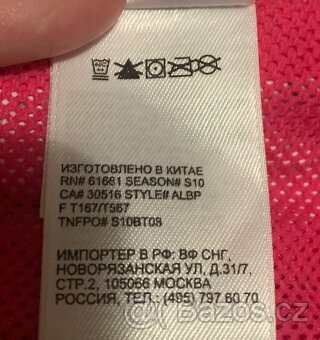 ИЗГОТОВЛЕНО В КИТАЕ
RN# 61661 SEASON# S10
CA# 30516 STYLE# ALBP
F T167/T567
TNFPO# S10BT08
ИМПОРТЕР В РФ: ВФ СНГ,
НОВОРЯЗАНСКАЯ УЛ, Д.31/7,
СТР.2, 105066 МОСКВА
РОССИЯ, ТЕЛ.: (495) 797 60 70
Bazos.cz